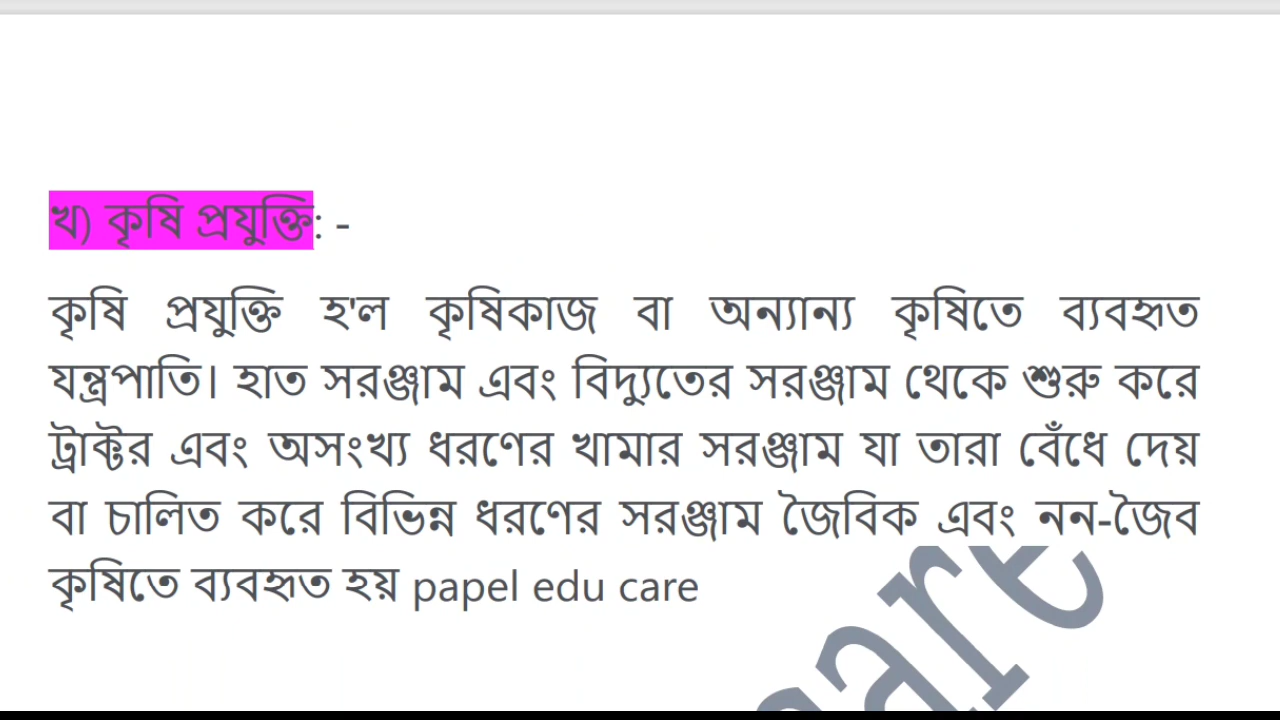 খ) কৃষি প্রযুক্তি: -
কৃষি প্রযুক্তি হ'ল কৃষিকাজ বা অন্যান্য কৃষিতে ব্যবহৃত
যন্ত্রপাতি। হাত সরঞ্জাম এবং বিদ্যুতের সরঞ্জাম থেকে শুরু করে
ট্রাক্টর এবং অসংখ্য ধরণের খামার সরঞ্জাম যা তারা বেঁধে দেয়
বা চালিত করে বিভিন্ন ধরণের সরঞ্জাম জৈবিক এবং নন-জৈব
কৃষিতে ব্যবহৃত হয় papel edu care
are